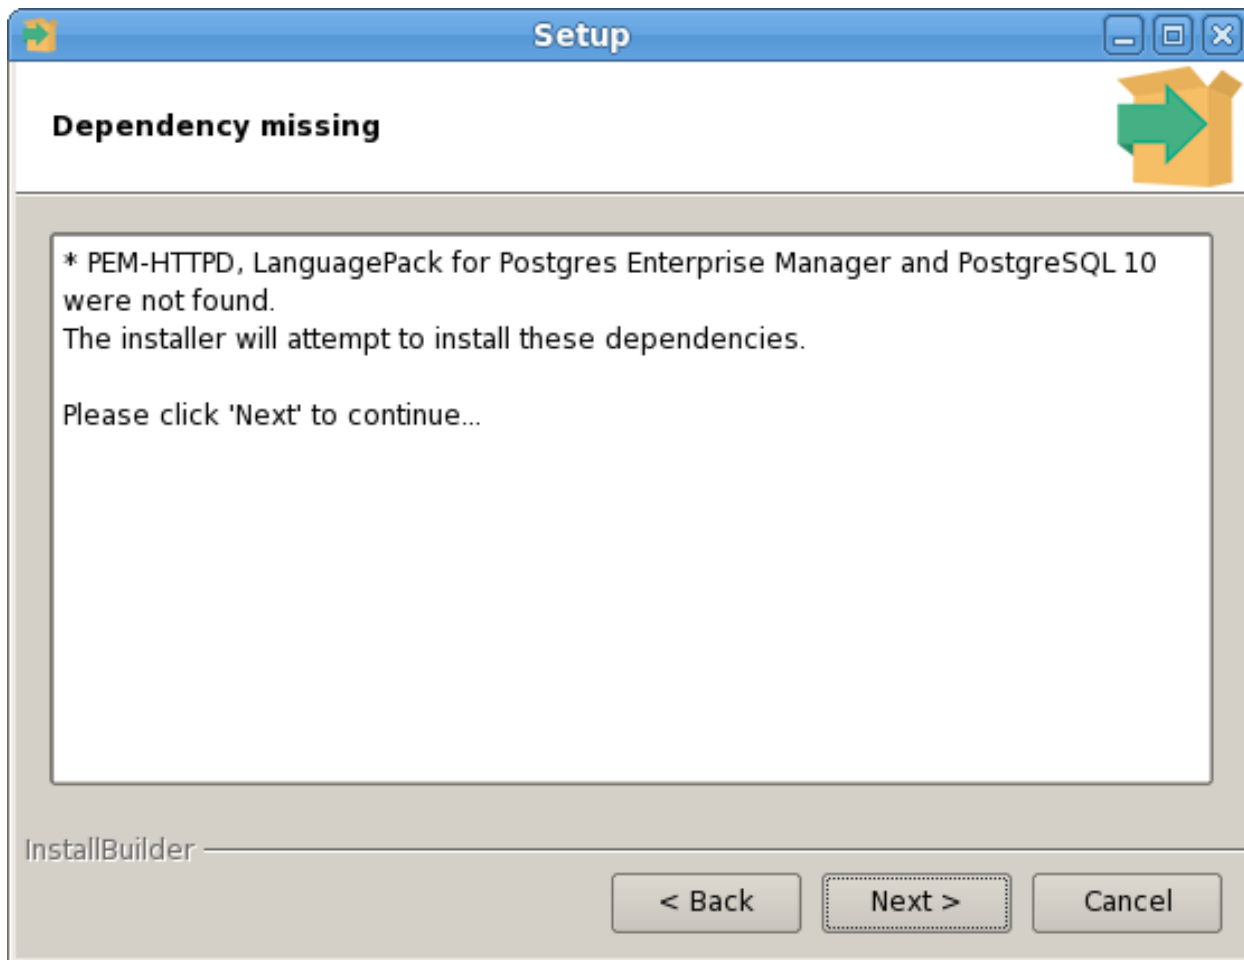 Setup
Dependency missing
* PEM-HTTPD, LanguagePack for Postgres Enterprise Manager and PostgreSQL 10
were not found.
The installer will attempt to install these dependencies.
Please click 'Next' to continue...
InstallBuilder
< Back
Next >
Cancel